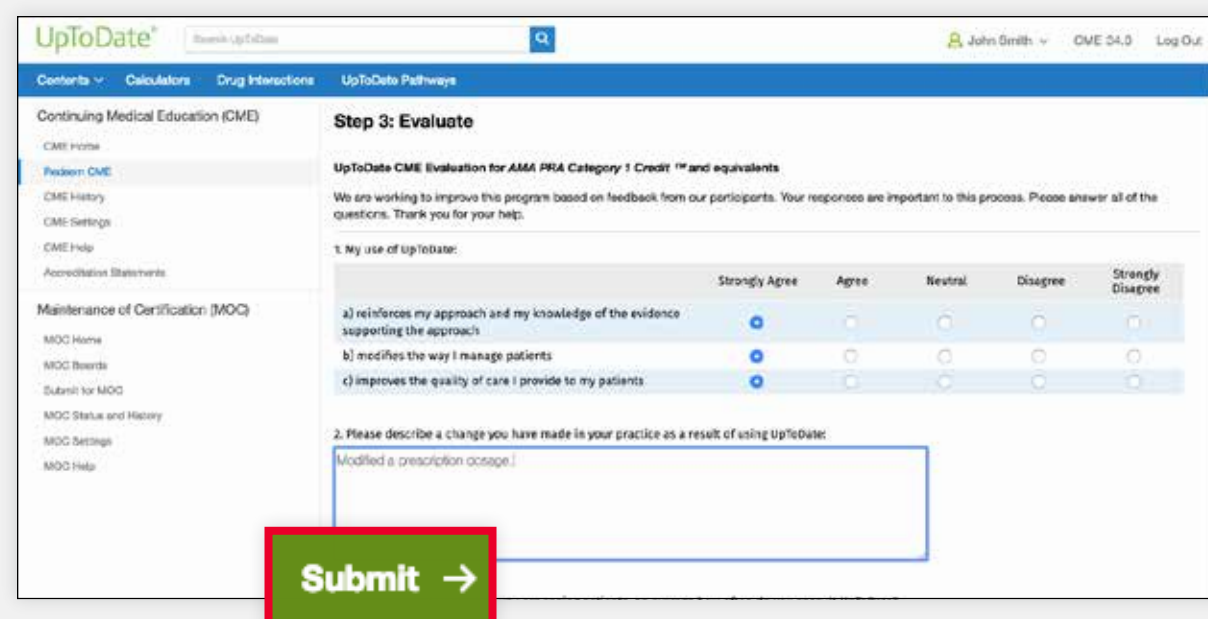 UpToDate®
Search UpToDate
John Smith
CME 34.0
Log Out
Contents
Calculators
Drug Interactions
UpToDate Pathways
Continuing Medical Education (CME)
CME Home
Redeem CME
CME History
CME Settings
CME Help
Accreditation Statements
Maintenance of Certification (MOC)
MOC Home
MOC Boards
Submit for MOC
MOC Status and History
MOC Settings
MOC Help
Step 3: Evaluate
UpToDate CME Evaluation for AMA PRA Category 1 Credit ™ and equivalents
We are working to improve this program based on feedback from our participants. Your responses are important to this process. Please answer all of the
questions. Thank you for your help.
1. My use of UpToDate:
Strongly Agree
Agree
Neutral
Disagree
Strongly
Disagree
a) reinforces my approach and my knowledge of the evidence
supporting the approach
b) modifies the way I manage patients
c) improves the quality of care I provide to my patients
2. Please describe a change you have made in your practice as a result of using UpToDate:
Modified a prescription dosage.
Submit →